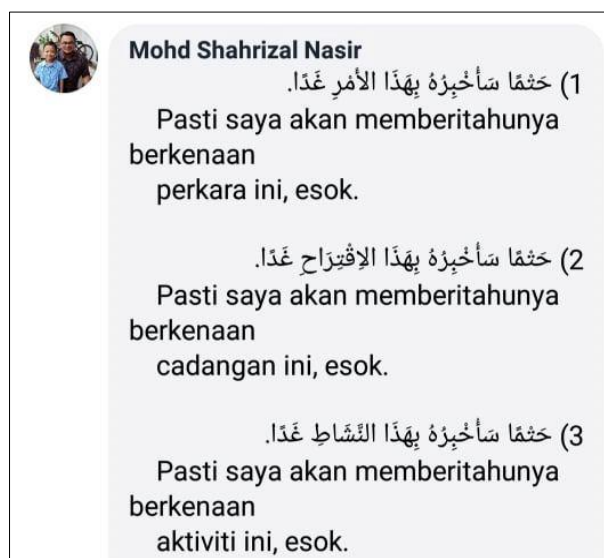 Mohd Shahrizal Nasir
1) حَتْمًا سَأُخْبِرُهُ بِهَذَا الأَمْرِ غَدًا.
Pasti saya akan memberitahunya
berkenaan
perkara ini, esok.
2) حَتْمًا سَأُخْبِرُهُ بِهَذَا الاِقْتِرَاحِ غَدًا.
Pasti saya akan memberitahunya
berkenaan
cadangan ini, esok.
3) حَتْمًا سَأُخْبِرُهُ بِهَذَا النَّشَاطِ غَدًا.
Pasti saya akan memberitahunya
berkenaan
aktiviti ini, esok.